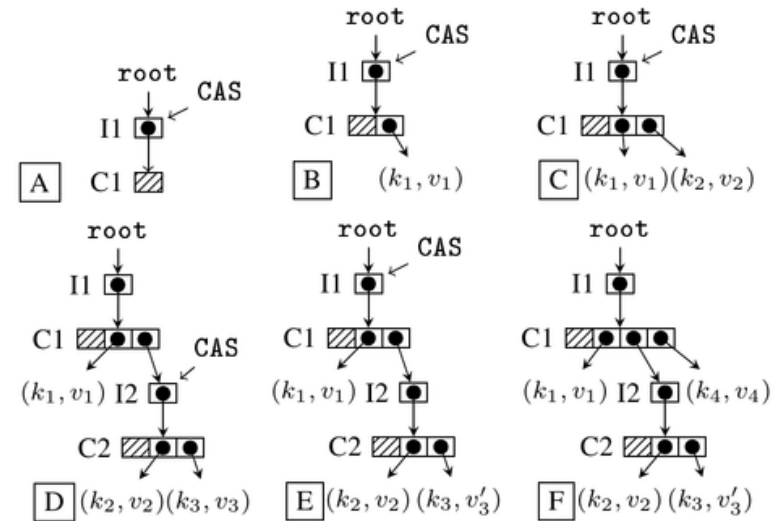 root
CAS
I1
C1
A
root
CAS
I1
C1
B
(k₁, v₁)
root
CAS
I1
C1
C
(k₁, v₁)(k₂, v₂)
root
I1
C1
CAS
(k₁, v₁) I2
C2
D
(k₂, v₂)(k₃, v₃)
root
CAS
I1
C1
(k₁, v₁) I2
C2
E
(k₂, v₂) (k₃, v₃′)
root
I1
C1
(k₁, v₁) I2 (k₄, v₄)
C2
F
(k₂, v₂) (k₃, v₃′)